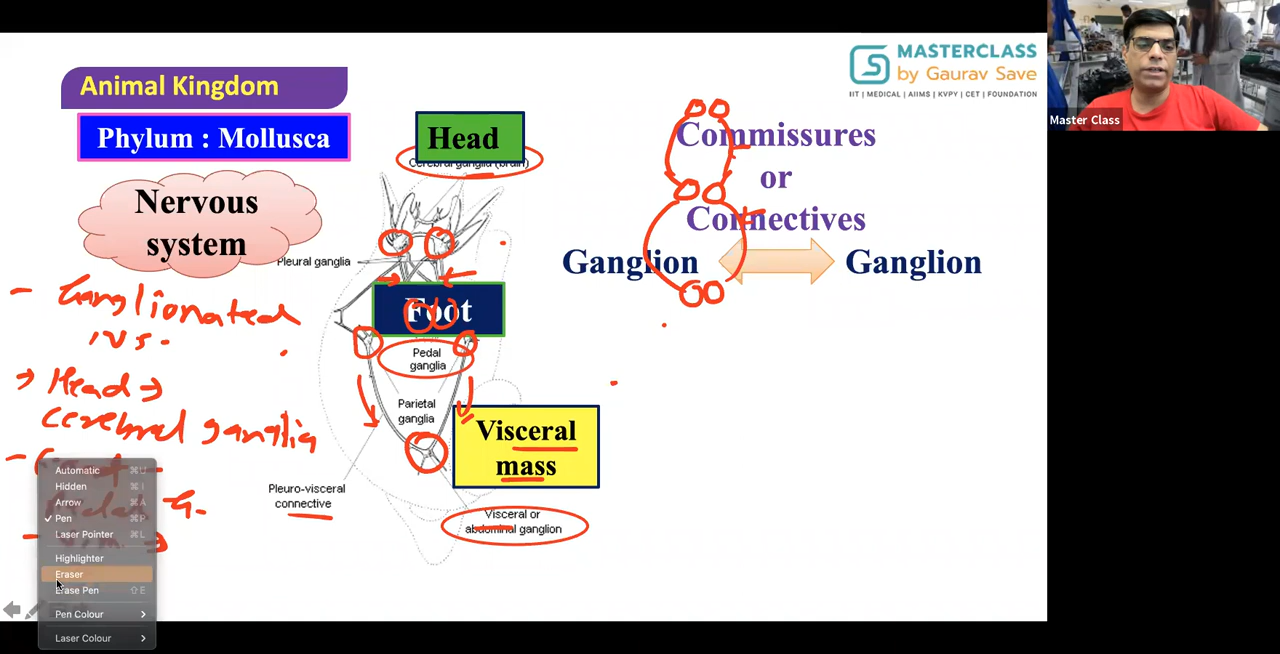 MASTERCLASS
by Gaurav Save
IIT | MEDICAL | AIIMS | KVPY | CET | FOUNDATION
Master Class
Animal Kingdom
Phylum : Mollusca
Nervous
system
Head
Cerebral ganglia (brain)
Pleural ganglia
Foot
Pedal
ganglia
Parietal
ganglia
Visceral
mass
Pleuro-visceral
connective
Visceral or
abdominal ganglion
Commissures
or
Connectives
Ganglion
Ganglion
- Ganglionated
NS.
→ Head →
cerebral ganglia
Automatic ⌘U
Hidden ⌘I
Arrow ⌘A
✓ Pen ⌘P
Laser Pointer ⌘L
Highlighter
Eraser
Erase Pen ⇧E
Pen Colour >
Laser Colour >